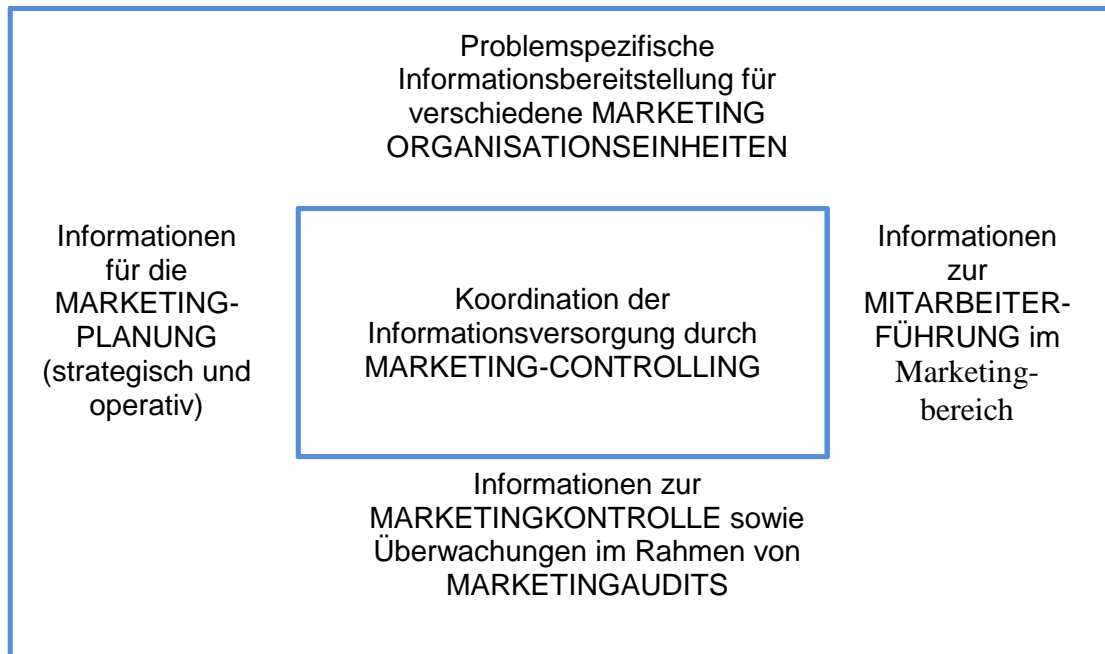 Problemspezifische
Informationsbereitstellung für
verschiedene MARKETING
ORGANISATIONSEINHEITEN
Informationen
für die
MARKETING-
PLANUNG
(strategisch und
operativ)
Koordination der
Informationsversorgung durch
MARKETING-CONTROLLING
Informationen
zur
MITARBEITER-
FÜHRUNG im
Marketing-
bereich
Informationen zur
MARKETINGKONTROLLE sowie
Überwachungen im Rahmen von
MARKETINGAUDITS